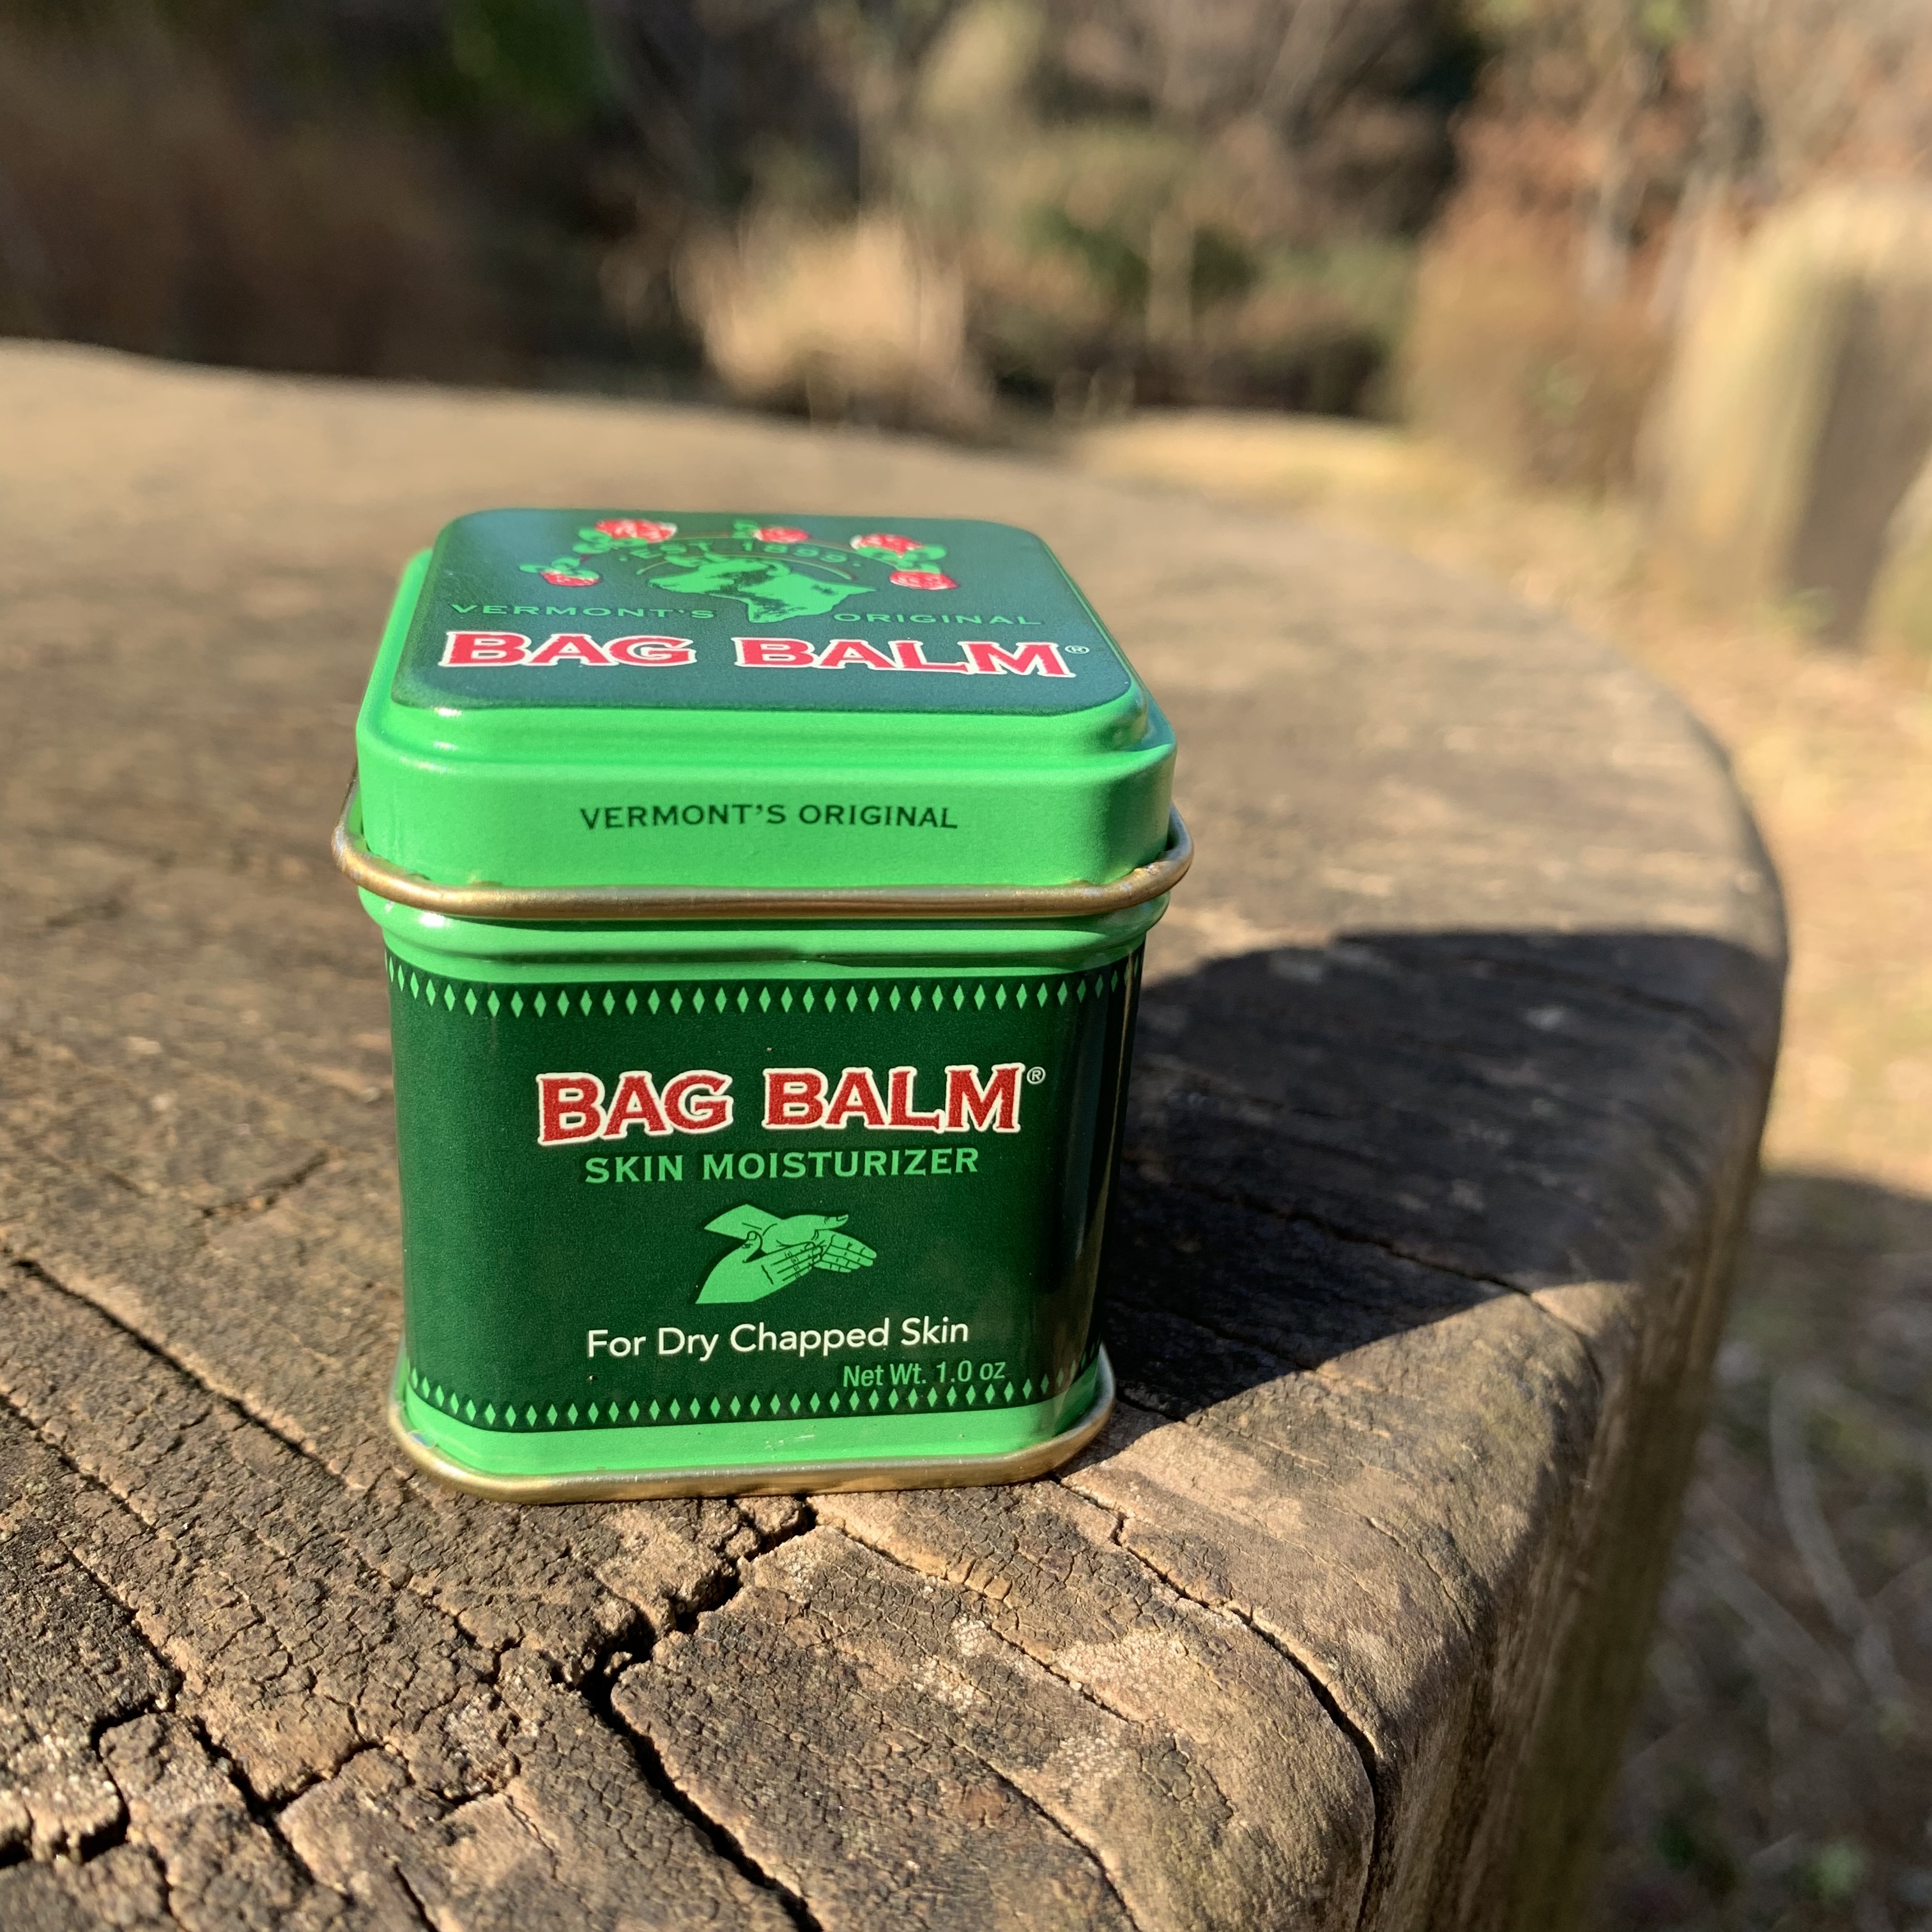 EST 1899
VERMONT'S ORIGINAL
BAG BALM®
VERMONT'S ORIGINAL
BAG BALM®
SKIN MOISTURIZER
For Dry Chapped Skin
Net Wt. 1.0 oz